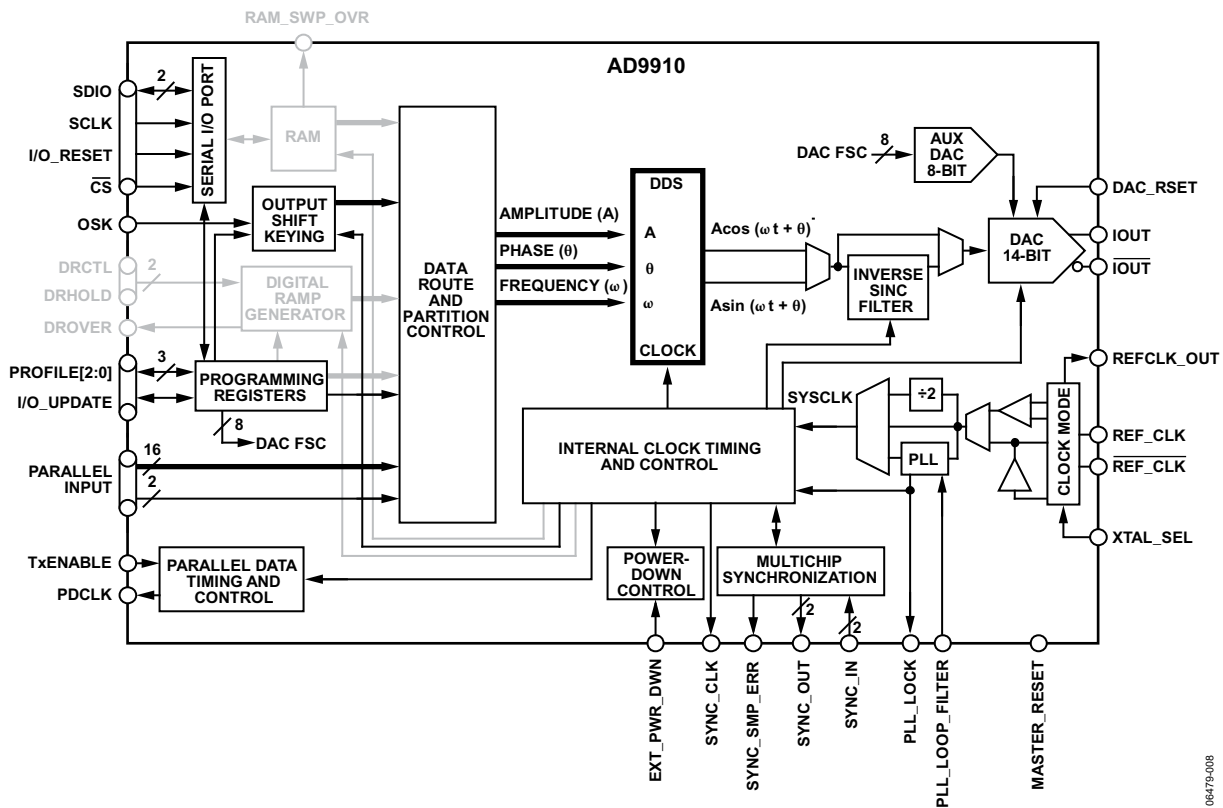 RAM_SWP_OVR
AD9910
SDIO
2
SCLK
I/O_RESET
CS
SERIAL I/O PORT
RAM
DAC FSC
8
AUX
DAC
8-BIT
DAC_RSET
OSK
OUTPUT
SHIFT
KEYING
DDS
A
θ
ω
CLOCK
AMPLITUDE (A)
PHASE (θ)
FREQUENCY (ω)
Acos (ωt + θ)
Asin (ωt + θ)
INVERSE
SINC
FILTER
DAC
14-BIT
IOUT
IOUT
DRCTL
2
DRHOLD
DROVER
DIGITAL
RAMP
GENERATOR
DATA
ROUTE
AND
PARTITION
CONTROL
PROFILE[2:0]
3
I/O_UPDATE
PROGRAMMING
REGISTERS
8
DAC FSC
PARALLEL
INPUT
16
2
INTERNAL CLOCK TIMING
AND CONTROL
SYSCLK
÷2
PLL
CLOCK MODE
REFCLK_OUT
REF_CLK
REF_CLK
XTAL_SEL
TxENABLE
PDCLK
PARALLEL DATA
TIMING AND
CONTROL
POWER-
DOWN
CONTROL
MULTICHIP
SYNCHRONIZATION
2
2
EXT_PWR_DWN
SYNC_CLK
SYNC_SMP_ERR
SYNC_OUT
SYNC_IN
PLL_LOCK
PLL_LOOP_FILTER
MASTER_RESET
06479-008